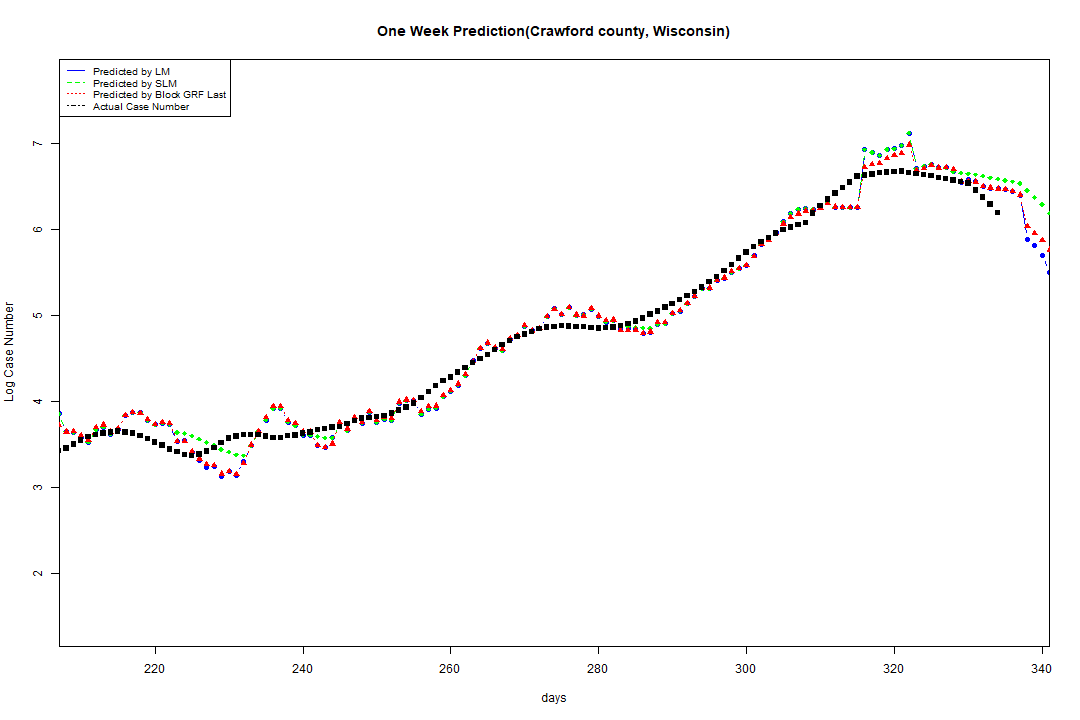 One Week Prediction(Crawford county, Wisconsin)
Predicted by LM
Predicted by SLM
Predicted by Block GRF Last
Actual Case Number
7
6
5
4
3
2
Log Case Number
220 240 260 280 300 320 340
days